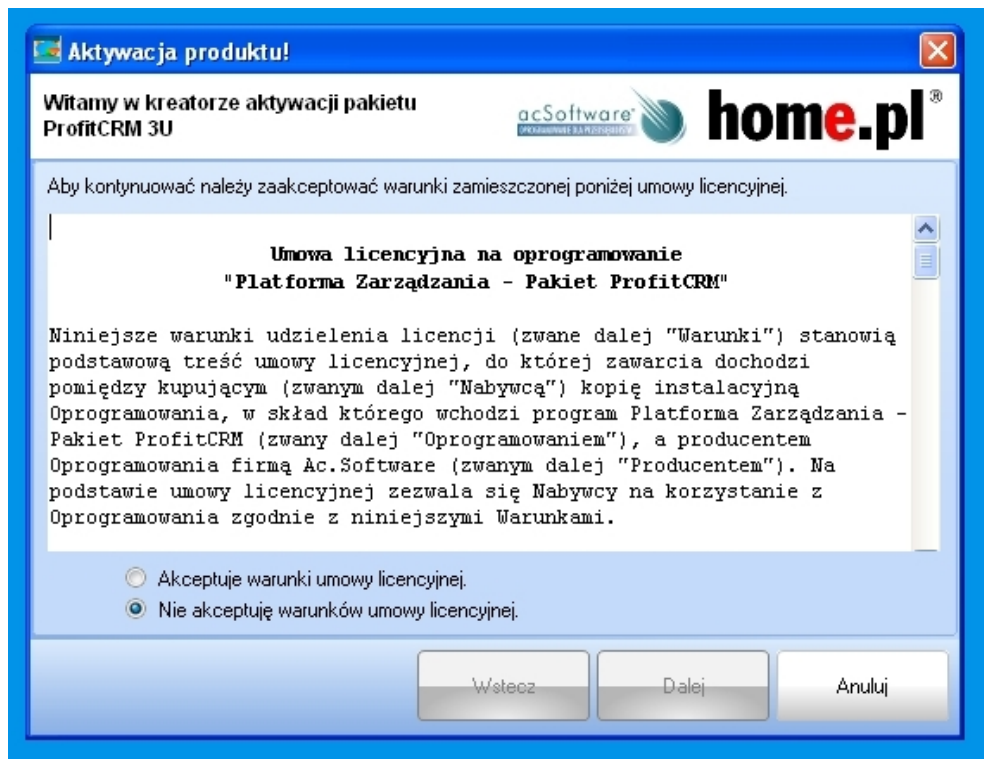 Aktywacja produktu!
Witamy w kreatorze aktywacji pakietu
ProfitCRM 3U
acSoftware
home.pl®
Aby kontynuować należy zaakceptować warunki zamieszczonej poniżej umowy licencyjnej.
Umowa licencyjna na oprogramowanie
"Platforma Zarządzania - Pakiet ProfitCRM"
Niniejsze warunki udzielenia licencji (zwane dalej "Warunki") stanowią
podstawową treść umowy licencyjnej, do której zawarcia dochodzi
pomiędzy kupującym (zwanym dalej "Nabywcą") kopię instalacyjną
Oprogramowania, w skład którego wchodzi program Platforma Zarządzania -
Pakiet ProfitCRM (zwany dalej "Oprogramowaniem"), a producentem
Oprogramowania firmą Ac.Software (zwanym dalej "Producentem"). Na
podstawie umowy licencyjnej zezwala się Nabywcy na korzystanie z
Oprogramowania zgodnie z niniejszymi Warunkami.
Akceptuje warunki umowy licencyjnej.
Nie akceptuję warunków umowy licencyjnej.
Wstecz
Dalej
Anuluj